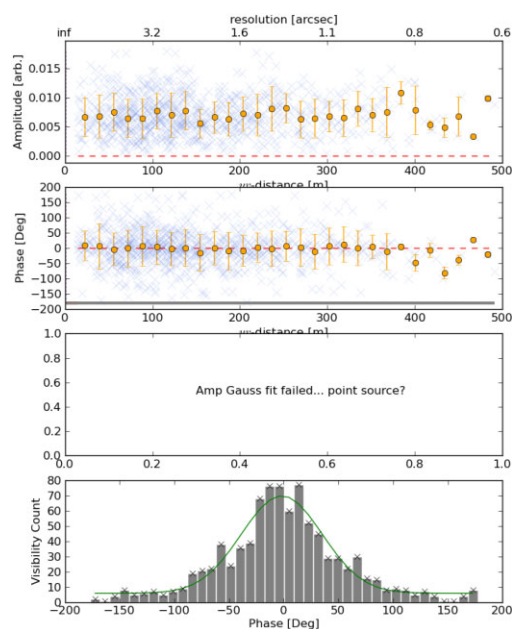 resolution [arcsec]
inf 3.2 1.6 1.1 0.8 0.6
Amplitude [arb.]
0.015
0.010
0.005
0.000
0 100 200 300 400 500
-distance [m]
Phase [Deg]
200
150
100
50
0
−50
−100
−150
−200
0 100 200 300 400 500
-distance [m]
1.0
0.8
0.6
0.4
0.2
0.0
Amp Gauss fit failed... point source?
0.0 0.2 0.4 0.6 0.8 1.0
Visibility Count
80
70
60
50
40
30
20
10
0
−200 −150 −100 −50 0 50 100 150 200
Phase [Deg]